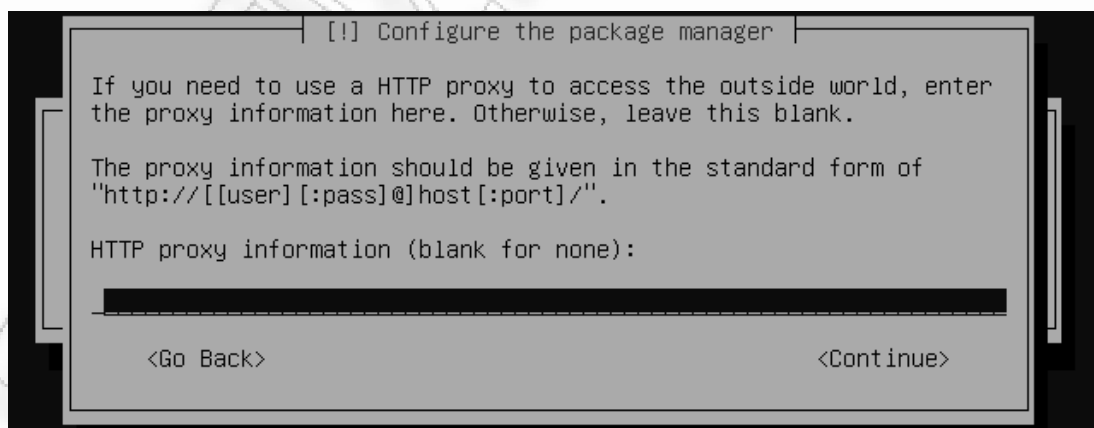 [!] Configure the package manager
If you need to use a HTTP proxy to access the outside world, enter
the proxy information here. Otherwise, leave this blank.
The proxy information should be given in the standard form of
"http://[[user][:pass]@]host[:port]/".
HTTP proxy information (blank for none):
<Go Back> <Continue>